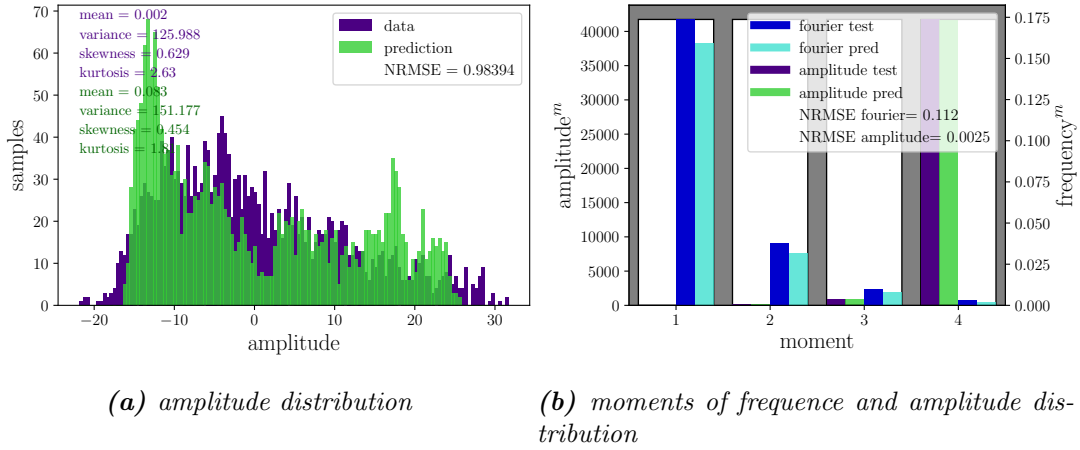 mean = 0.002
variance = 125.988
skewness = 0.629
kurtosis = 2.63
mean = 0.083
variance = 151.177
skewness = 0.454
kurtosis = 1.8
data
prediction
NRMSE = 0.98394
samples
70
60
50
40
30
20
10
0
−20
−10
0
10
20
30
amplitude
fourier test
fourier pred
amplitude test
amplitude pred
NRMSE fourier= 0.112
NRMSE amplitude= 0.0025
amplitude^m
40000
35000
30000
25000
20000
15000
10000
5000
0
frequency^m
0.175
0.150
0.125
0.100
0.075
0.050
0.025
0.000
1
2
3
4
moment
(a) amplitude distribution
(b) moments of frequence and amplitude dis-
tribution